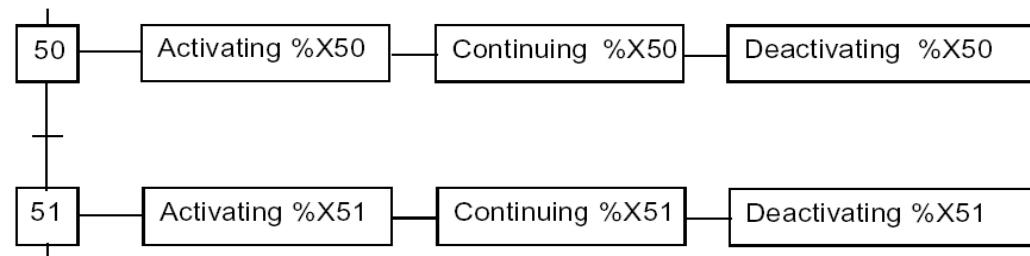 50 Activating %X50 Continuing %X50 Deactivating %X50
51 Activating %X51 Continuing %X51 Deactivating %X51